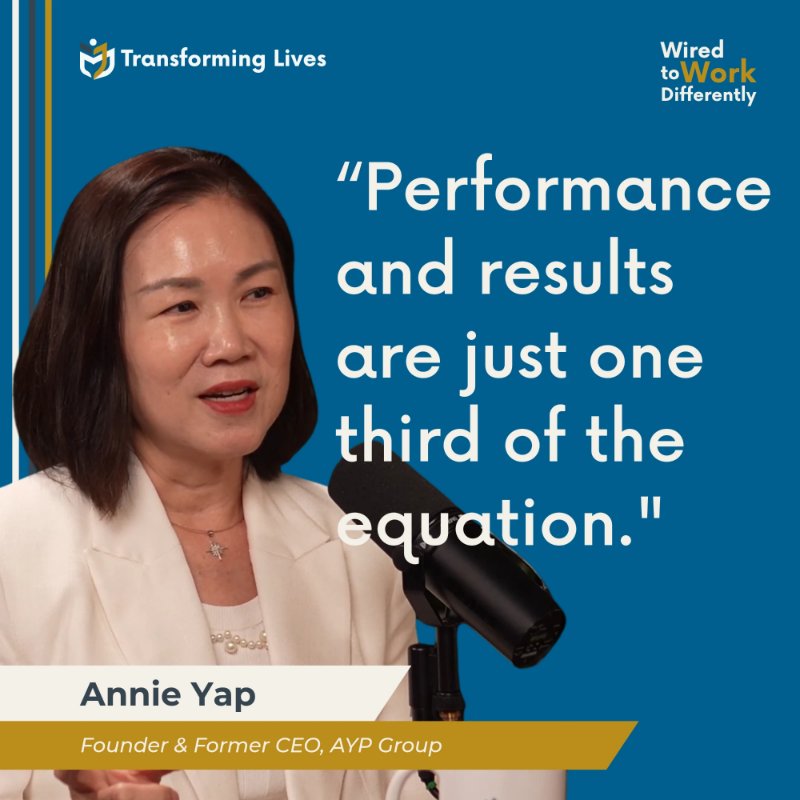 Transforming Lives
Wired
to Work
Differently
“Performance
and results
are just one
third of the
equation."
Annie Yap
Founder & Former CEO, AYP Group